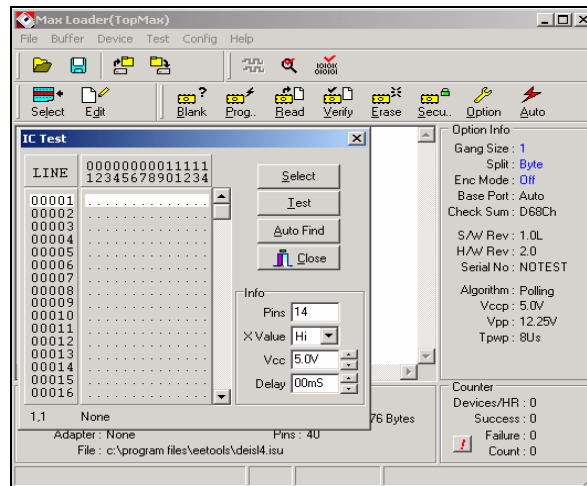 Max Loader(TopMax)
File Buffer Device Test Config Help
Select Edit Blank Prog.. Read Verify Erase Secu.. Option Auto
IC Test
LINE
00000000011111
12345678901234
00001
00002
00003
00004
00005
00006
00007
00008
00009
00010
00011
00012
00013
00014
00015
00016
1,1 None
Select
Test
Auto Find
Close
Info
Pins 14
X Value Hi
Vcc 5.0V
Delay 00mS
Option Info
Gang Size : 1
Split : Byte
Enc Mode : Off
Base Port : Auto
Check Sum : D68Ch
S/W Rev : 1.0L
H/W Rev : 2.0
Serial No : NOTEST
Algorithm : Polling
Vccp : 5.0V
Vpp : 12.25V
Tpwp : 8Us
76 Bytes
Adapter : None Pins : 40
File : c:\program files\eetools\deisl4.isu
Counter
Devices/HR : 0
Success : 0
Failure : 0
Count : 0